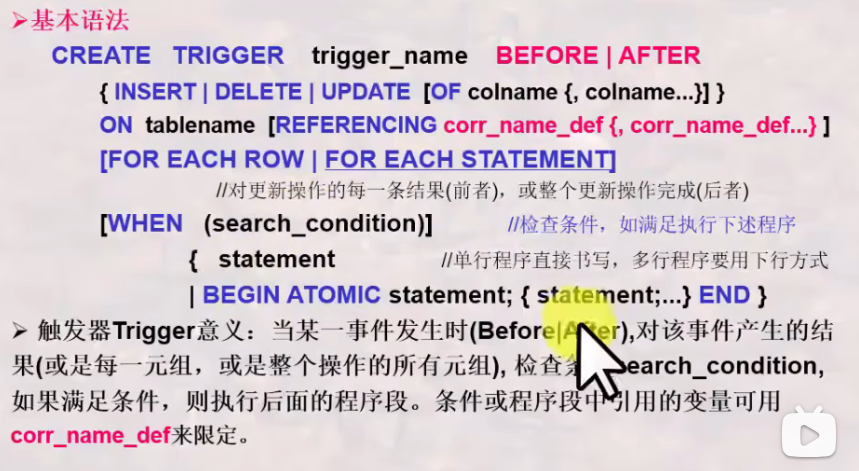 ➢基本语法
CREATE TRIGGER trigger_name BEFORE | AFTER
{ INSERT | DELETE | UPDATE [OF colname {, colname...}] }
ON tablename [REFERENCING corr_name_def {, corr_name_def...} ]
[FOR EACH ROW | FOR EACH STATEMENT]
//对更新操作的每一条结果(前者)，或整个更新操作完成(后者)
[WHEN (search_condition)] //检查条件，如满足执行下述程序
{ statement //单行程序直接书写，多行程序要用下行方式
| BEGIN ATOMIC statement; { statement;...} END }
➢ 触发器Trigger意义：当某一事件发生时(Before|After),对该事件产生的结
果(或是每一元组，或是整个操作的所有元组), 检查 earch_condition,
如果满足条件，则执行后面的程序段。条件或程序段中引用的变量可用
corr_name_def来限定。